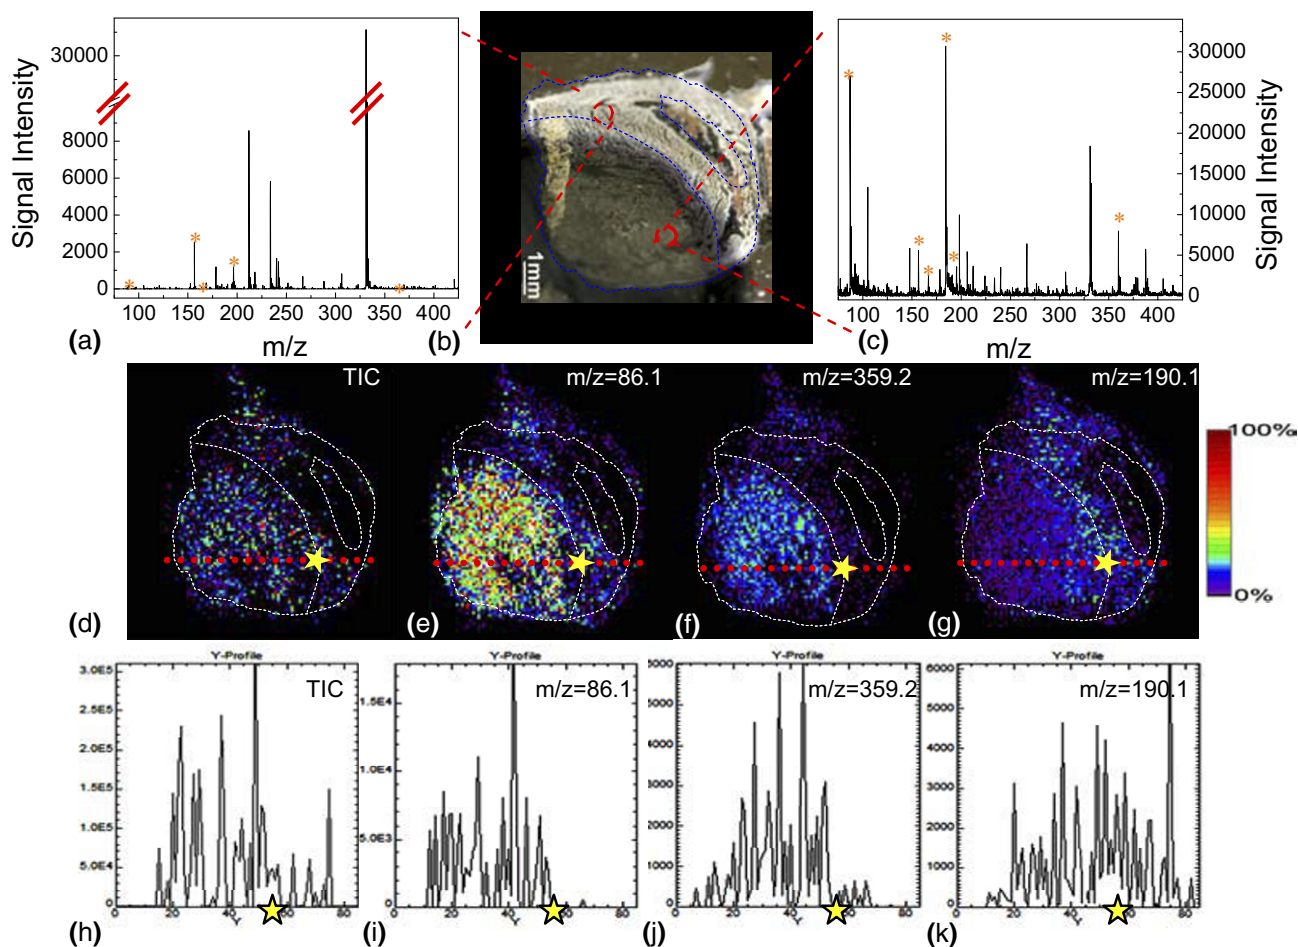 30000
8000
6000
4000
2000
0
Signal Intensity
100 150 200 250 300 350 400
m/z
(a)
1mm
(b)
30000
25000
20000
15000
10000
5000
0
Signal Intensity
100 150 200 250 300 350 400
m/z
(c)
TIC
m/z=86.1
m/z=359.2
m/z=190.1
100%
0%
(d)
(e)
(f)
(g)
Y-Profile
TIC
3.0E5
2.5E5
2.0E5
1.5E5
1.0E5
5.0E4
0
0 20 40 60 80
Y
(h)
Y-Profile
m/z=86.1
1.5E4
1.0E4
5.0E3
0
0 20 40 60 80
Y
(i)
Y-Profile
m/z=359.2
6000
5000
4000
3000
2000
1000
0
0 20 40 60 80
Y
(j)
Y-Profile
m/z=190.1
6000
5000
4000
3000
2000
1000
0
0 20 40 60 80
Y
(k)